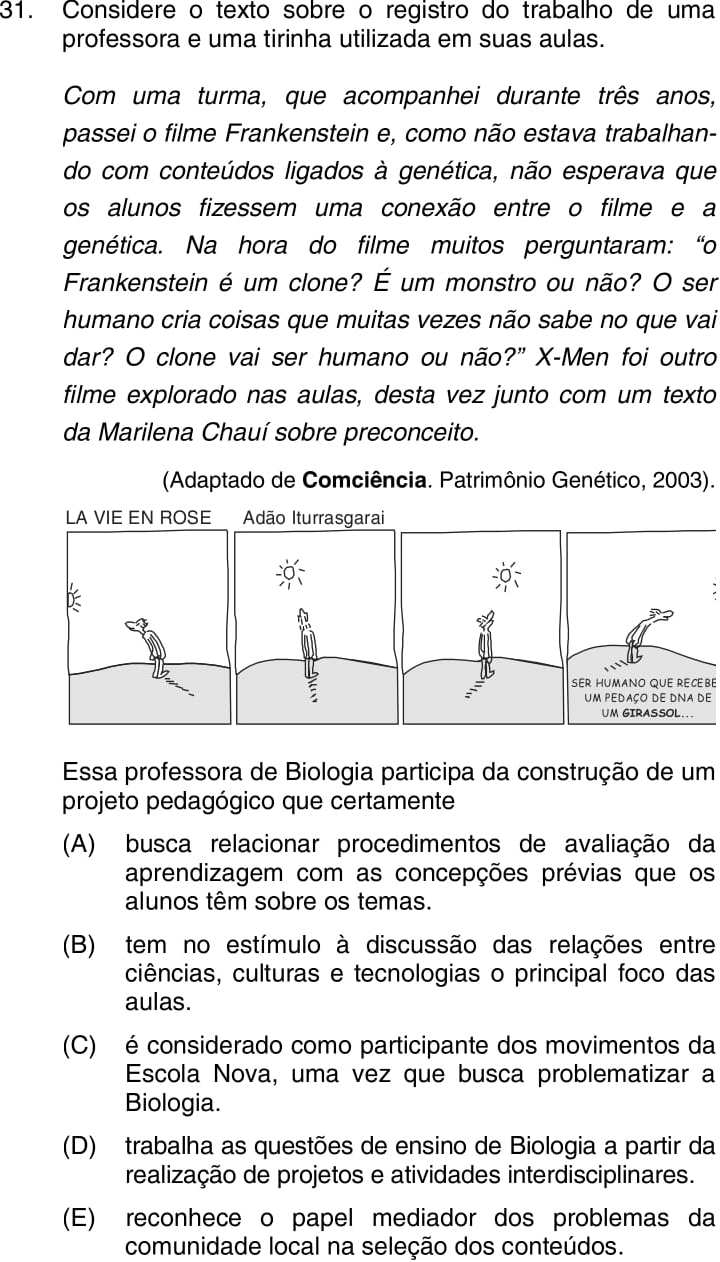 31. Considere o texto sobre o registro do trabalho de uma
professora e uma tirinha utilizada em suas aulas.
Com uma turma, que acompanhei durante três anos,
passei o filme Frankenstein e, como não estava trabalhan-
do com conteúdos ligados à genética, não esperava que
os alunos fizessem uma conexão entre o filme e a
genética. Na hora do filme muitos perguntaram: “o
Frankenstein é um clone? É um monstro ou não? O ser
humano cria coisas que muitas vezes não sabe no que vai
dar? O clone vai ser humano ou não?” X-Men foi outro
filme explorado nas aulas, desta vez junto com um texto
da Marilena Chauí sobre preconceito.
(Adaptado de Comciência. Patrimônio Genético, 2003).
LA VIE EN ROSE Adão Iturrasgarai
SER HUMANO QUE RECEBE
UM PEDAÇO DE DNA DE
UM GIRASSOL...
Essa professora de Biologia participa da construção de um
projeto pedagógico que certamente
(A) busca relacionar procedimentos de avaliação da
aprendizagem com as concepções prévias que os
alunos têm sobre os temas.
(B) tem no estímulo à discussão das relações entre
ciências, culturas e tecnologias o principal foco das
aulas.
(C) é considerado como participante dos movimentos da
Escola Nova, uma vez que busca problematizar a
Biologia.
(D) trabalha as questões de ensino de Biologia a partir da
realização de projetos e atividades interdisciplinares.
(E) reconhece o papel mediador dos problemas da
comunidade local na seleção dos conteúdos.